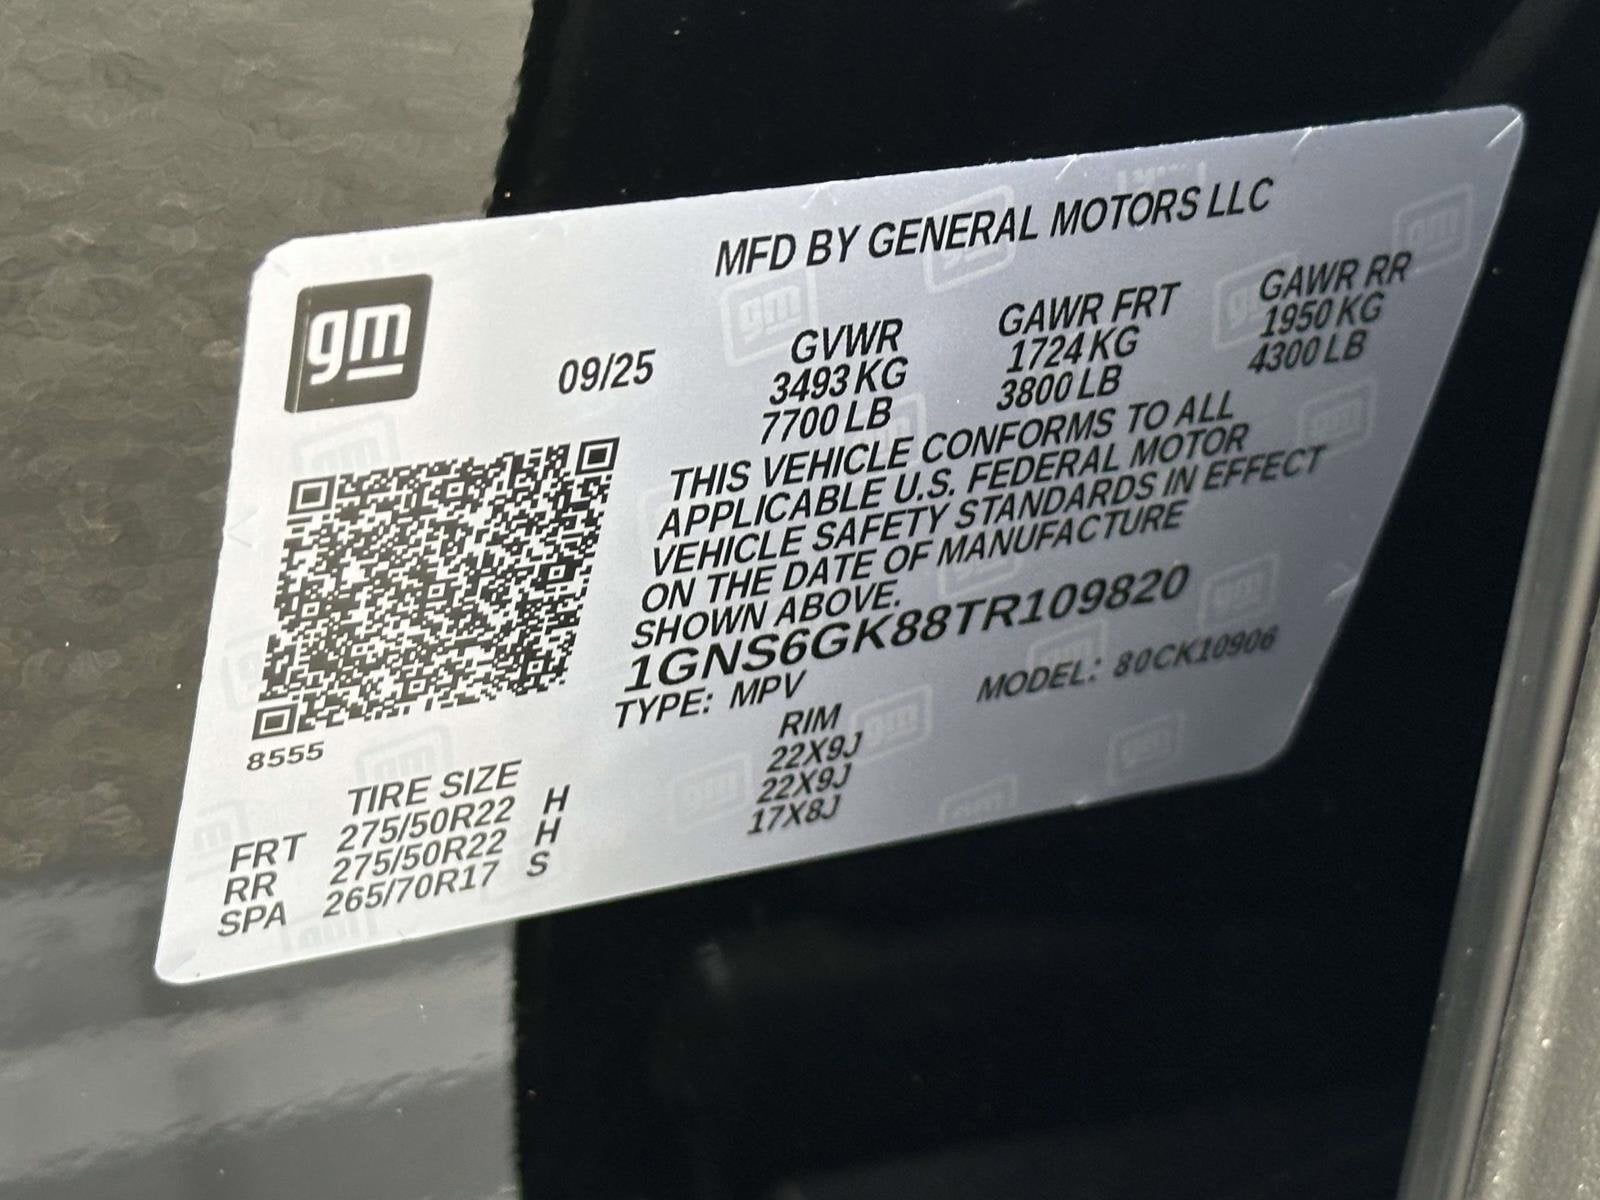 MFD BY GENERAL MOTORS LLC
gm
09/25
GVWR
3493 KG
7700 LB
GAWR FRT
1724 KG
3800 LB
GAWR RR
1950 KG
4300 LB
THIS VEHICLE CONFORMS TO ALL
APPLICABLE U.S. FEDERAL MOTOR
VEHICLE SAFETY STANDARDS IN EFFECT
ON THE DATE OF MANUFACTURE
SHOWN ABOVE.
1GNS6GK88TR109820
TYPE: MPV MODEL: 80CK10906
8555
TIRE SIZE RIM
FRT 275/50R22 H 22X9J
RR 275/50R22 H 22X9J
SPA 265/70R17 S 17X8J